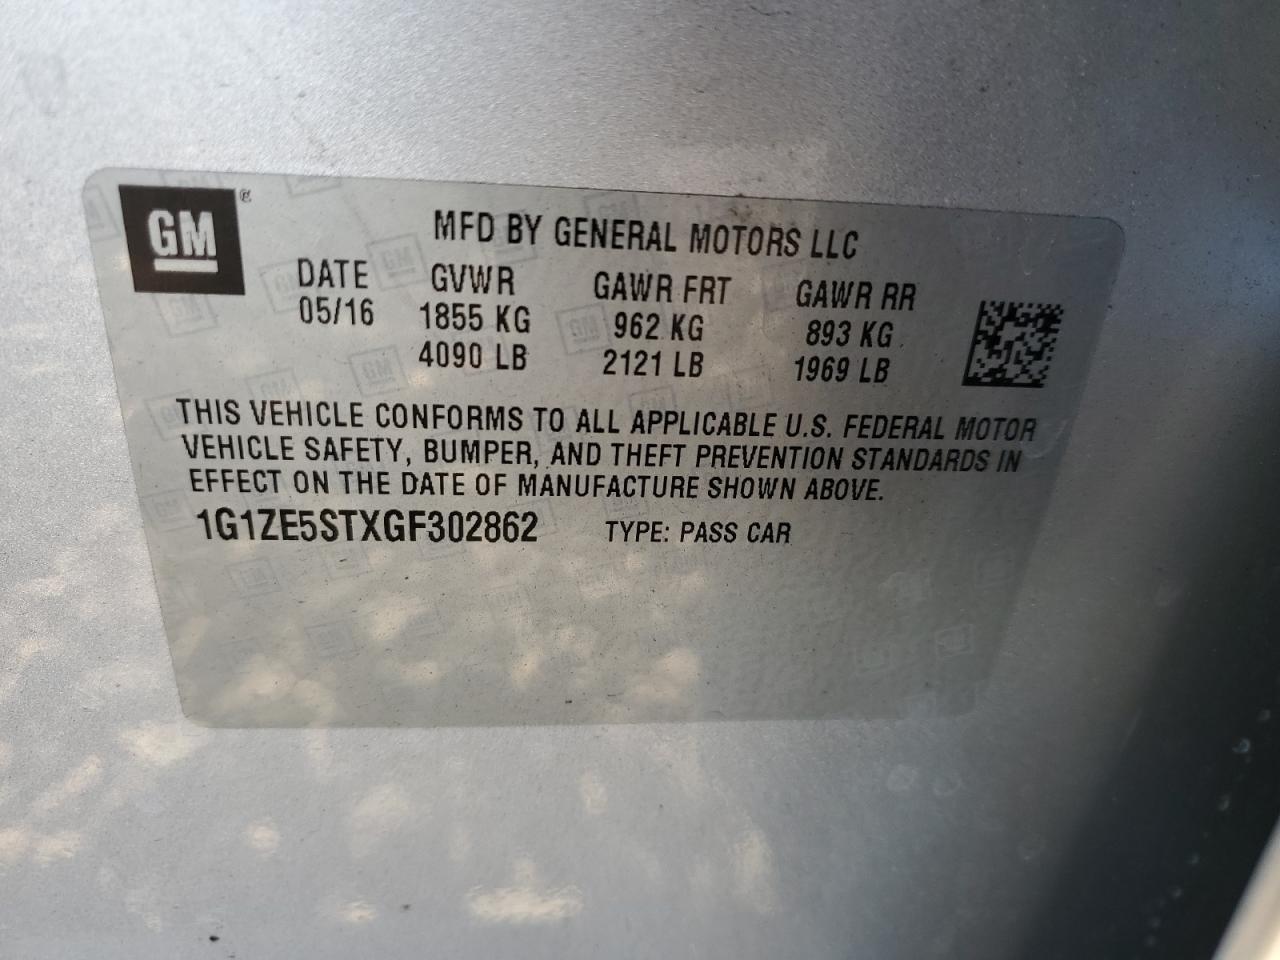 GM®
MFD BY GENERAL MOTORS LLC
DATE GVWR GAWR FRT GAWR RR
05/16 1855 KG 962 KG 893 KG
4090 LB 2121 LB 1969 LB
THIS VEHICLE CONFORMS TO ALL APPLICABLE U.S. FEDERAL MOTOR
VEHICLE SAFETY, BUMPER, AND THEFT PREVENTION STANDARDS IN
EFFECT ON THE DATE OF MANUFACTURE SHOWN ABOVE.
1G1ZE5STXGF302862 TYPE: PASS CAR